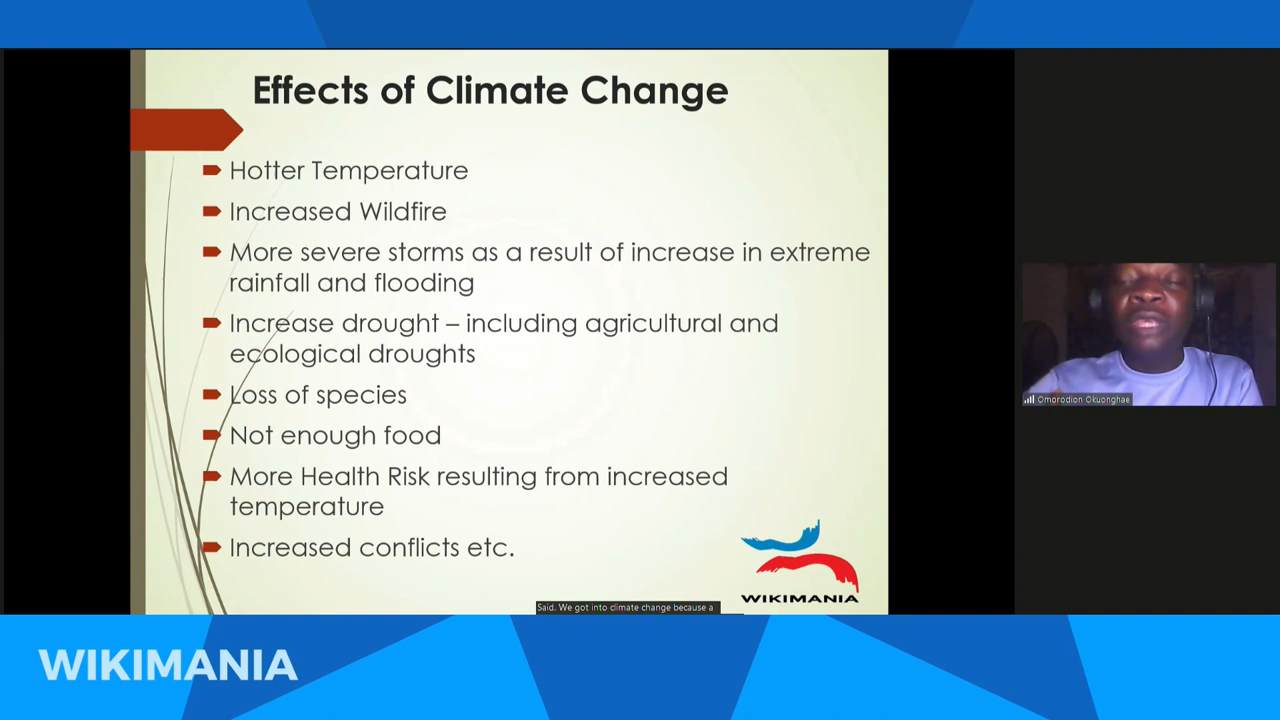 Effects of Climate Change
Hotter Temperature
Increased Wildfire
More severe storms as a result of increase in extreme
rainfall and flooding
Increase drought – including agricultural and
ecological droughts
Loss of species
Not enough food
More Health Risk resulting from increased
temperature
Increased conflicts etc.
WIKIMANIA
Said. We got into climate change because a
Omorodion Okuonghae
WIKIMANIA